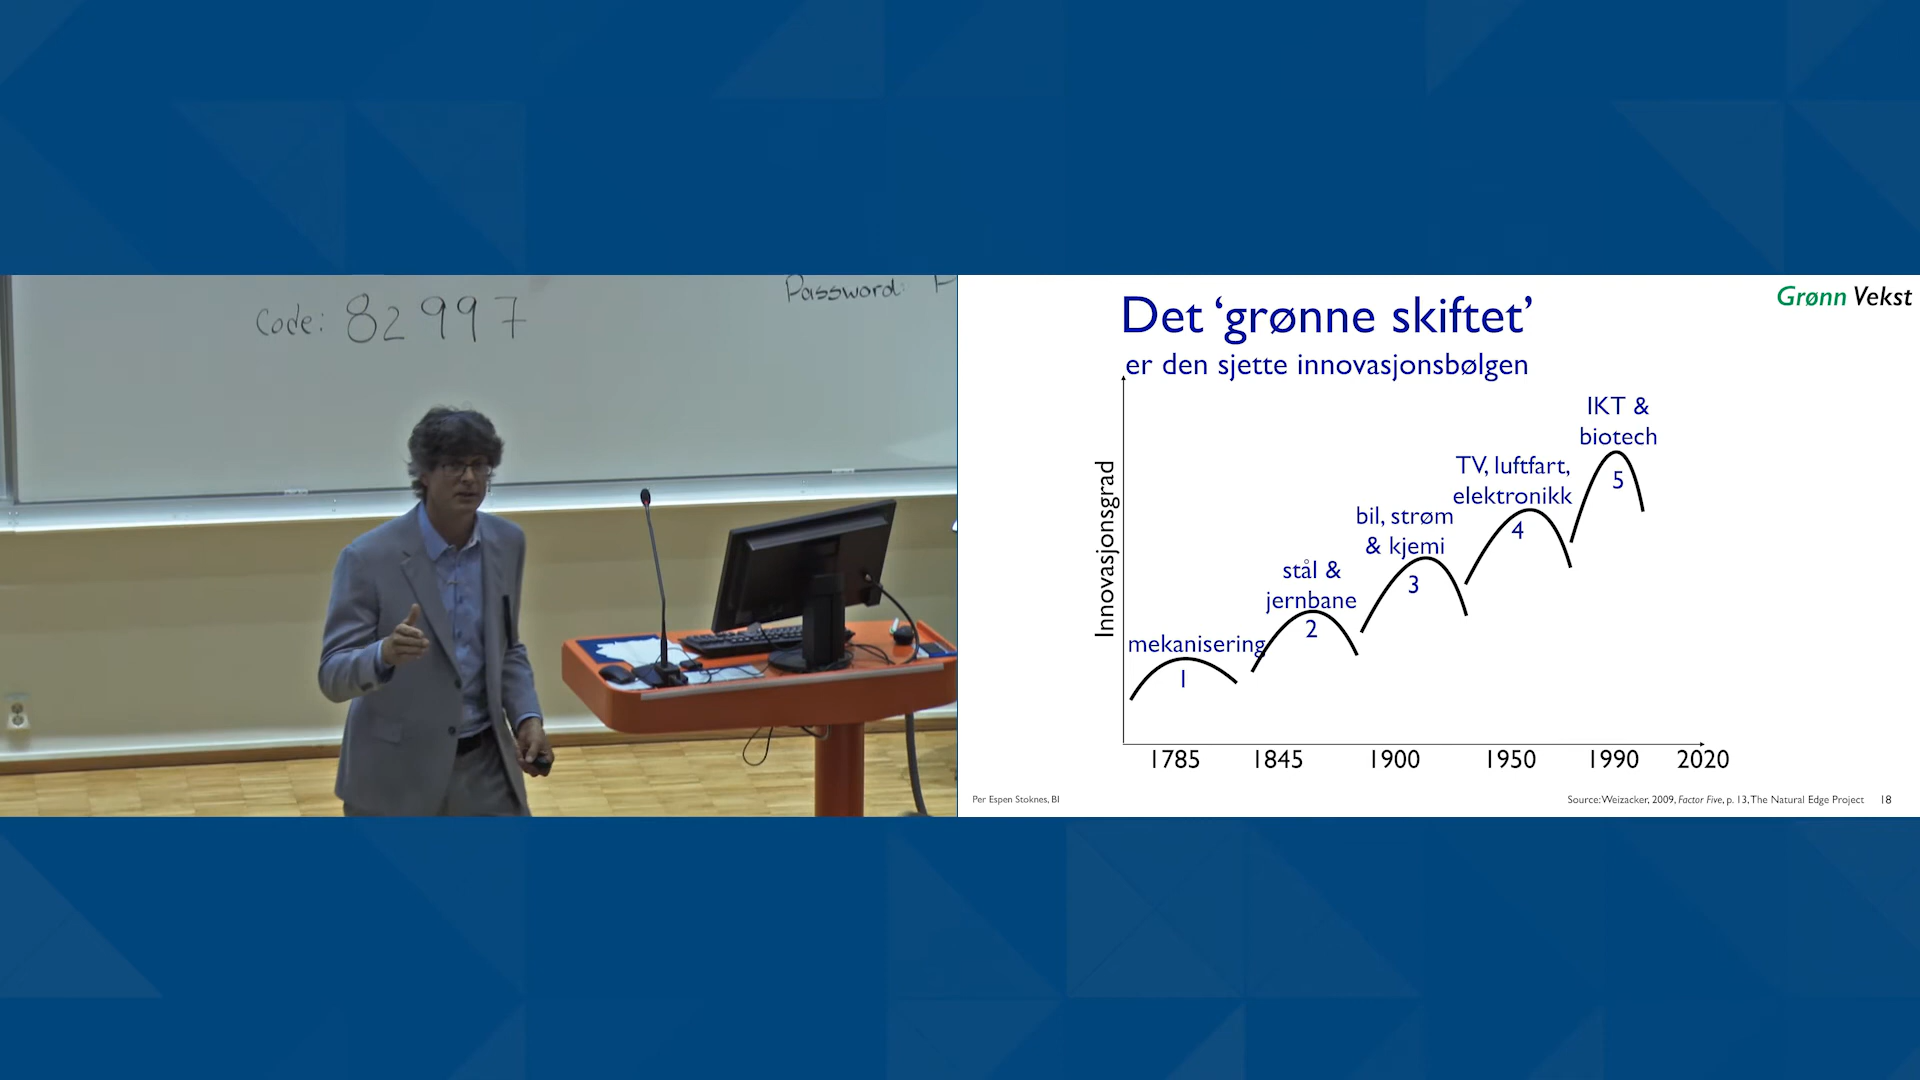 Code: 82997
Password:
Grønn Vekst
Det ‘grønne skiftet’
er den sjette innovasjonsbølgen
Innovasjonsgrad
mekanisering
1
stål &
jernbane
2
bil, strøm
& kjemi
3
TV, luftfart,
elektronikk
4
IKT &
biotech
5
1785 1845 1900 1950 1990 2020
Per Espen Stoknes, BI
Source: Weizacker, 2009, Factor Five, p. 13, The Natural Edge Project 18